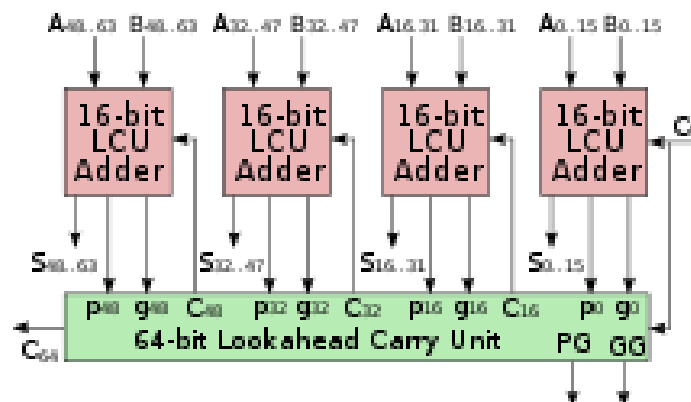 A48..63 B48..63 A32..47 B32..47 A16.31 B16..31 A0..15 B0..15
16-bit LCU Adder
16-bit LCU Adder
16-bit LCU Adder
16-bit LCU Adder
C
S48..63 S32..47 S16..31 S0..15
p48 g48 C48 p32 g32 C32 p16 g16 C16 p0 g0
64-bit Lookahead Carry Unit PG GG
C64